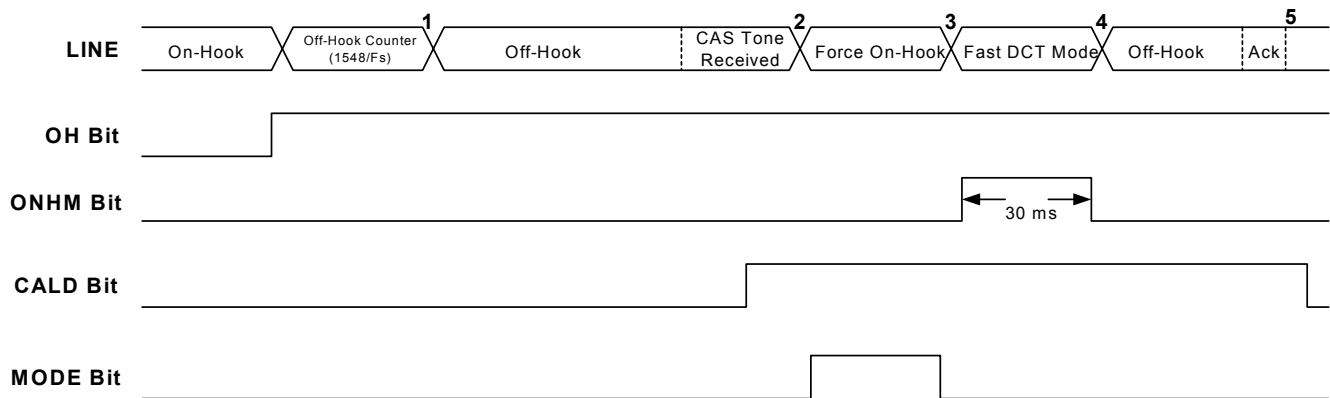 1 2 3 4 5
LINE On-Hook Off-Hook Counter Off-Hook CAS Tone Force On-Hook Fast DCT Mode Off-Hook Ack
(1548/Fs) Received
OH Bit
ONHM Bit
30 ms
CALD Bit
MODE Bit